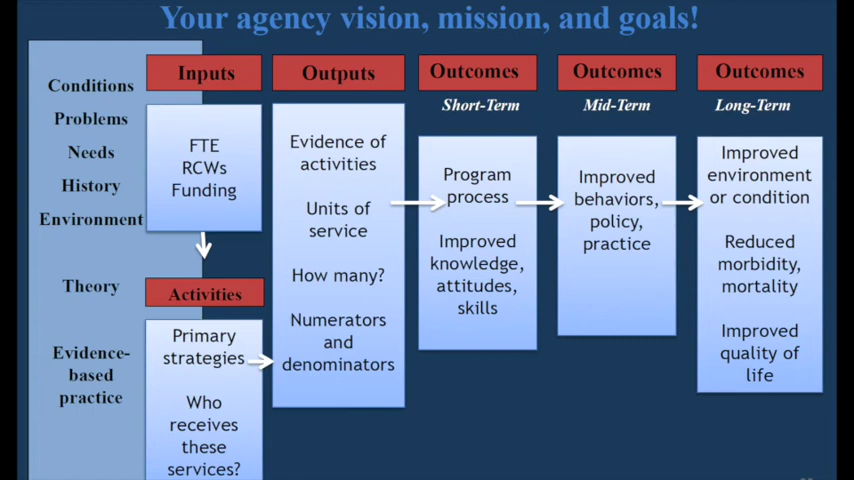 Your agency vision, mission, and goals!
Conditions
Problems
Needs
History
Environment
Theory
Evidence-
based
practice
Inputs
FTE
RCWs
Funding
Activities
Primary
strategies
Who
receives
these
services?
Outputs
Evidence of
activities
Units of
service
How many?
Numerators
and
denominators
Outcomes
Short-Term
Program
process
Improved
knowledge,
attitudes,
skills
Outcomes
Mid-Term
Improved
behaviors,
policy,
practice
Outcomes
Long-Term
Improved
environment
or condition
Reduced
morbidity,
mortality
Improved
quality of
life